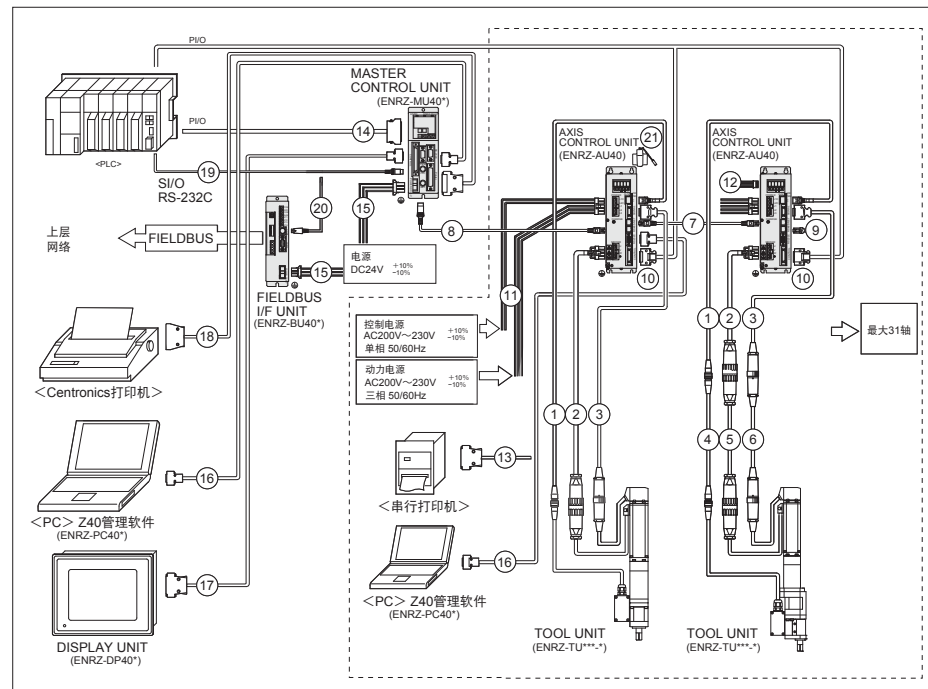 PI/O
MASTER
CONTROL UNIT
(ENRZ-MU40*)
PI/O
14
<PLC>
19
SI/O
RS-232C
20
15
8
上层
网络
FIELDBUS
15
电源
DC24V
+10%
-10%
FIELDBUS
I/F UNIT
(ENRZ-BU40*)
18
<Centronics打印机>
16
<PC> Z40管理软件
(ENRZ-PC40*)
17
DISPLAY UNIT
(ENRZ-DP40*)
AXIS
CONTROL UNIT
(ENRZ-AU40)
21
7
10
11
控制电源
AC200V～230V
+10%
-10%
单相 50/60Hz
动力电源
AC200V～230V
+10%
-10%
三相 50/60Hz
1
2
3
13
<串行打印机>
16
<PC> Z40管理软件
(ENRZ-PC40*)
TOOL UNIT
(ENRZ-TU***-*)
AXIS
CONTROL UNIT
(ENRZ-AU40)
12
9
10
1
2
3
最大31轴
4
5
6
TOOL UNIT
(ENRZ-TU***-*)